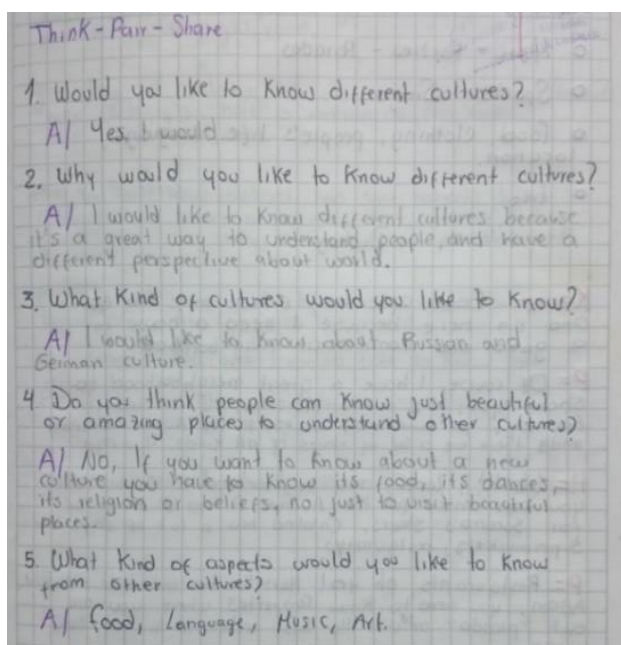 Think - Pair - Share
1. Would you like to know different cultures?
A/ Yes, I would
2. Why would you like to know different cultures?
A/ I would like to know different cultures because
it's a great way to understand people, and have a
different perspective about world.
3. What kind of cultures would you like to know?
A/ I would like to know about Russian and
German culture.
4. Do you think people can know just beautiful
or amazing places to understand other cultures?
A/ No, If you want to know about a new
culture you have to know its food, its dances,
its religion or beliefs, no just to visit beautiful
places.
5. What kind of aspects would you like to know
from other cultures?
A/ food, Language, Music, Art.